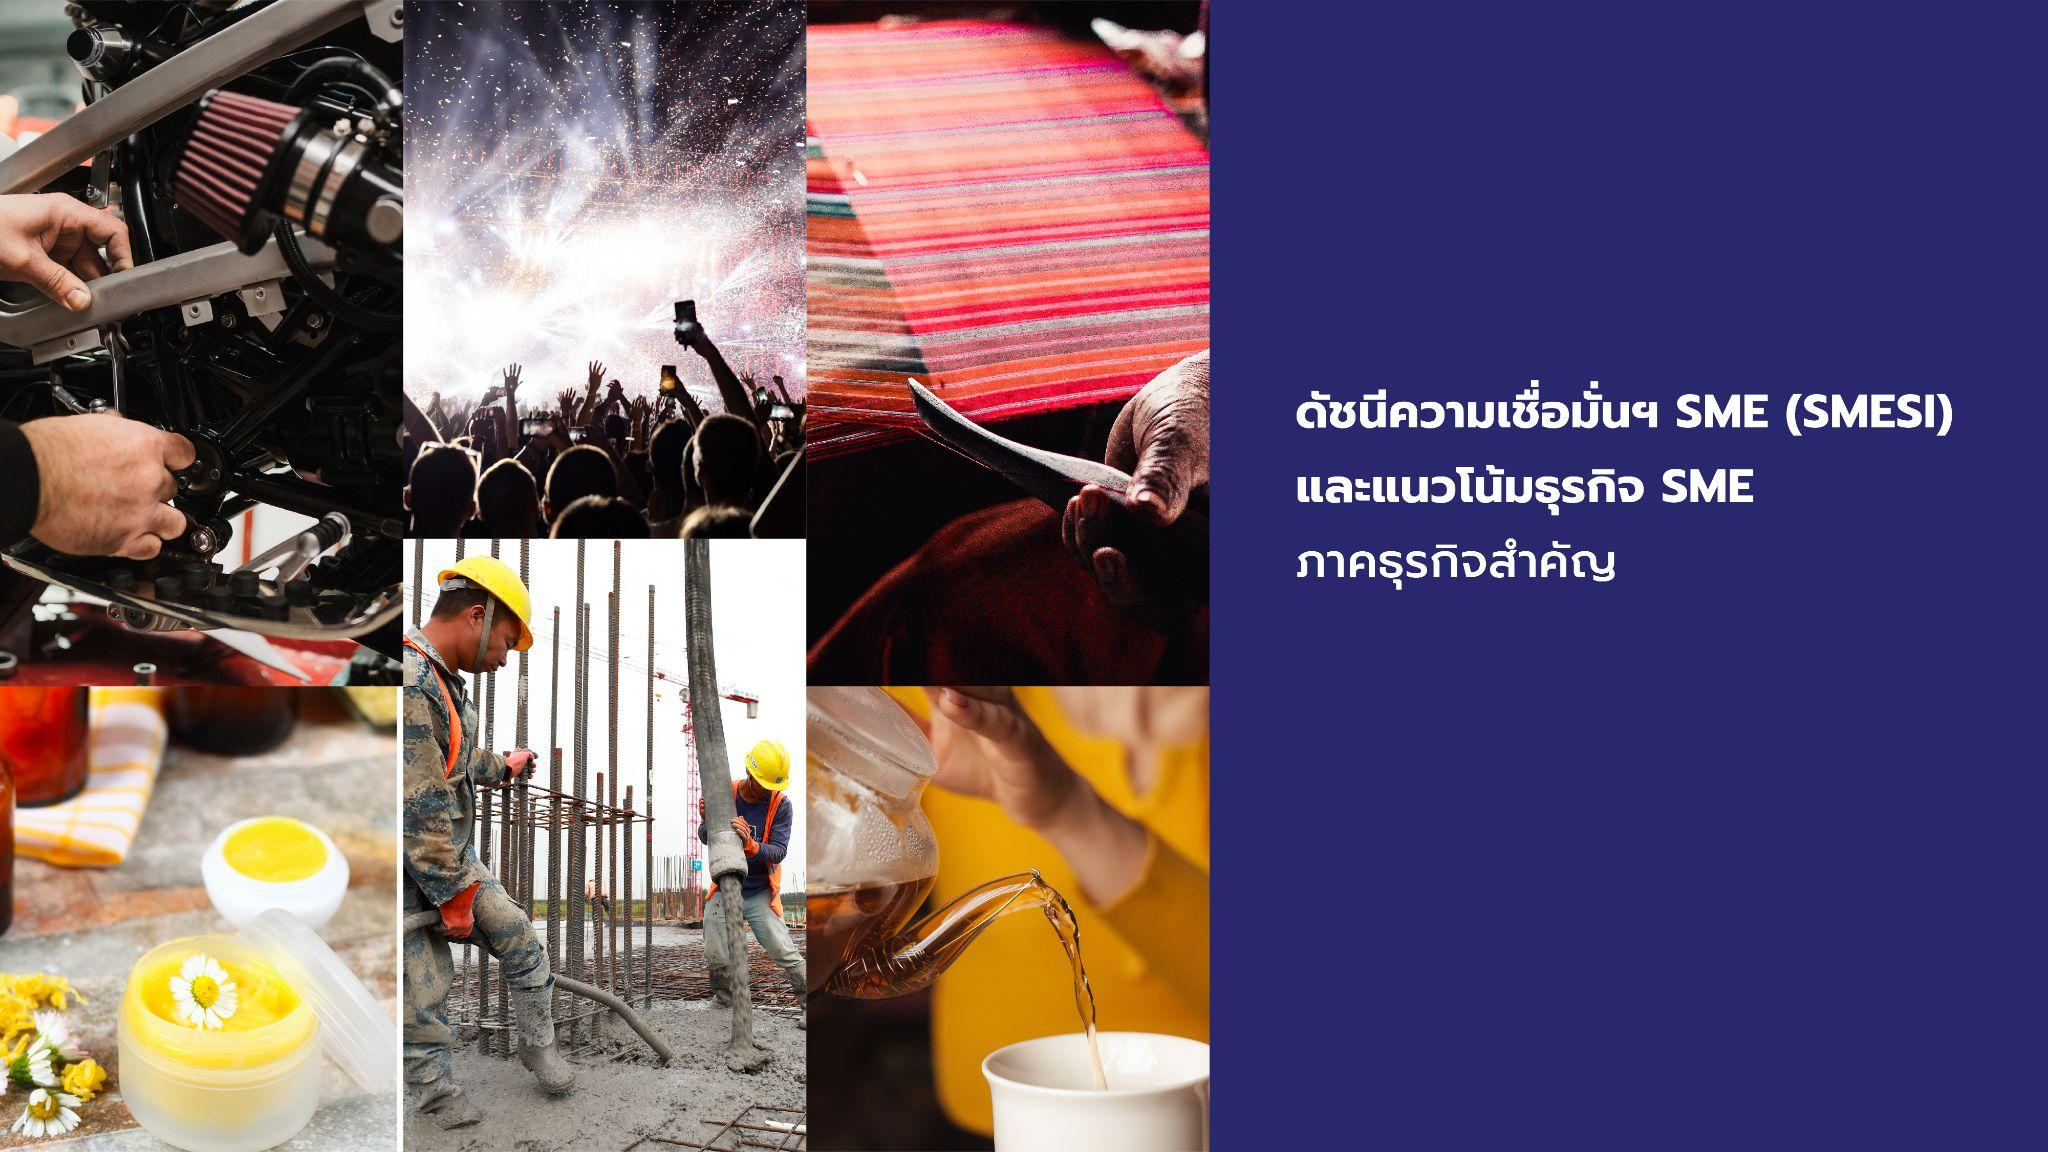 ดัชนีความเชื่อมั่นฯ SME (SMESI)
และแนวโน้มธุรกิจ SME
ภาคธุรกิจสำคัญ